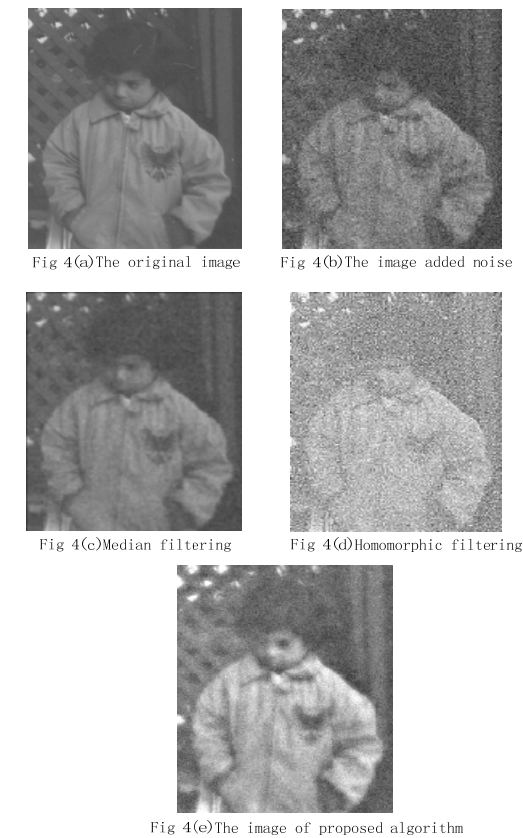 Fig 4(a)The original image
Fig 4(b)The image added noise
Fig 4(c)Median filtering
Fig 4(d)Homomorphic filtering
Fig 4(e)The image of proposed algorithm